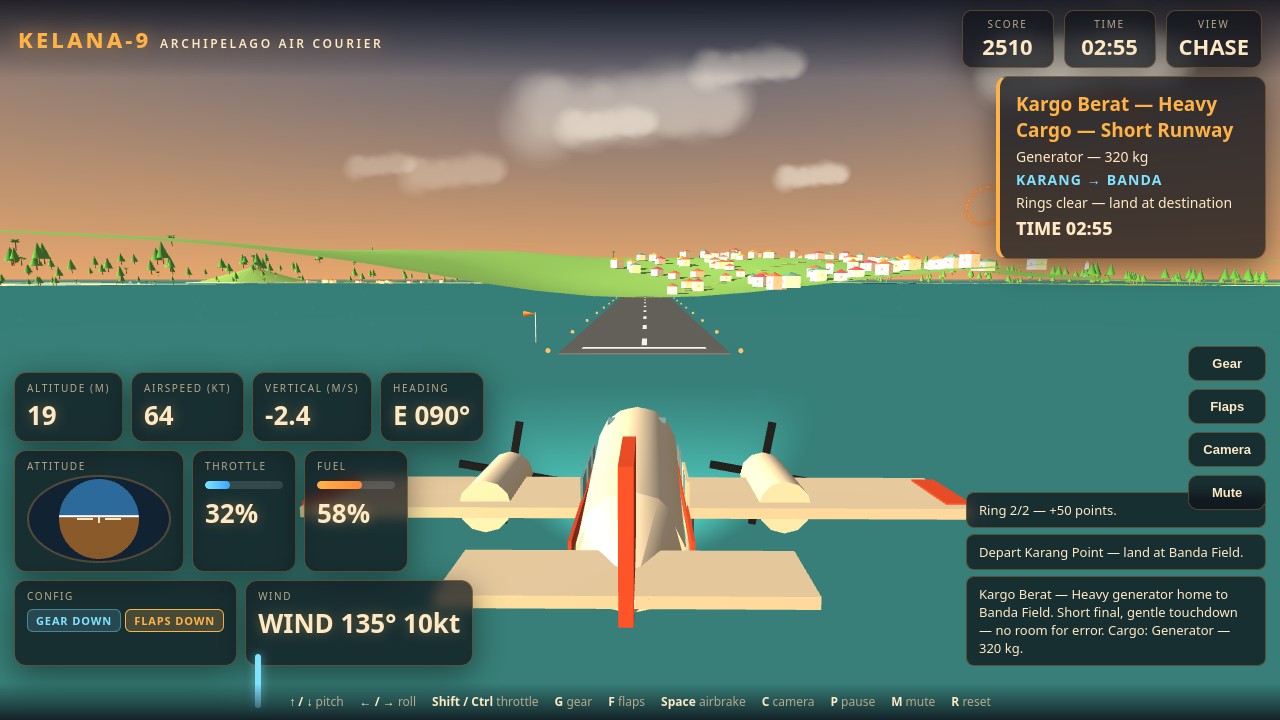 KELANA-9 ARCHIPELAGO AIR COURIER
SCORE
2510
TIME
02:55
VIEW
CHASE
Kargo Berat — Heavy
Cargo — Short Runway
Generator — 320 kg
KARANG → BANDA
Rings clear — land at destination
TIME 02:55
ALTITUDE (M)
19
AIRSPEED (KT)
64
VERTICAL (M/S)
-2.4
HEADING
E 090°
ATTITUDE
THROTTLE
32%
FUEL
58%
CONFIG
GEAR DOWN
FLAPS DOWN
WIND
WIND 135° 10kt
Gear
Flaps
Camera
Mute
Ring 2/2 — +50 points.
Depart Karang Point — land at Banda Field.
Kargo Berat — Heavy generator home to
Banda Field. Short final, gentle touchdown
— no room for error. Cargo: Generator —
320 kg.
↑ / ↓ pitch ← / → roll Shift / Ctrl throttle G gear F flaps Space airbrake C camera P pause M mute R reset